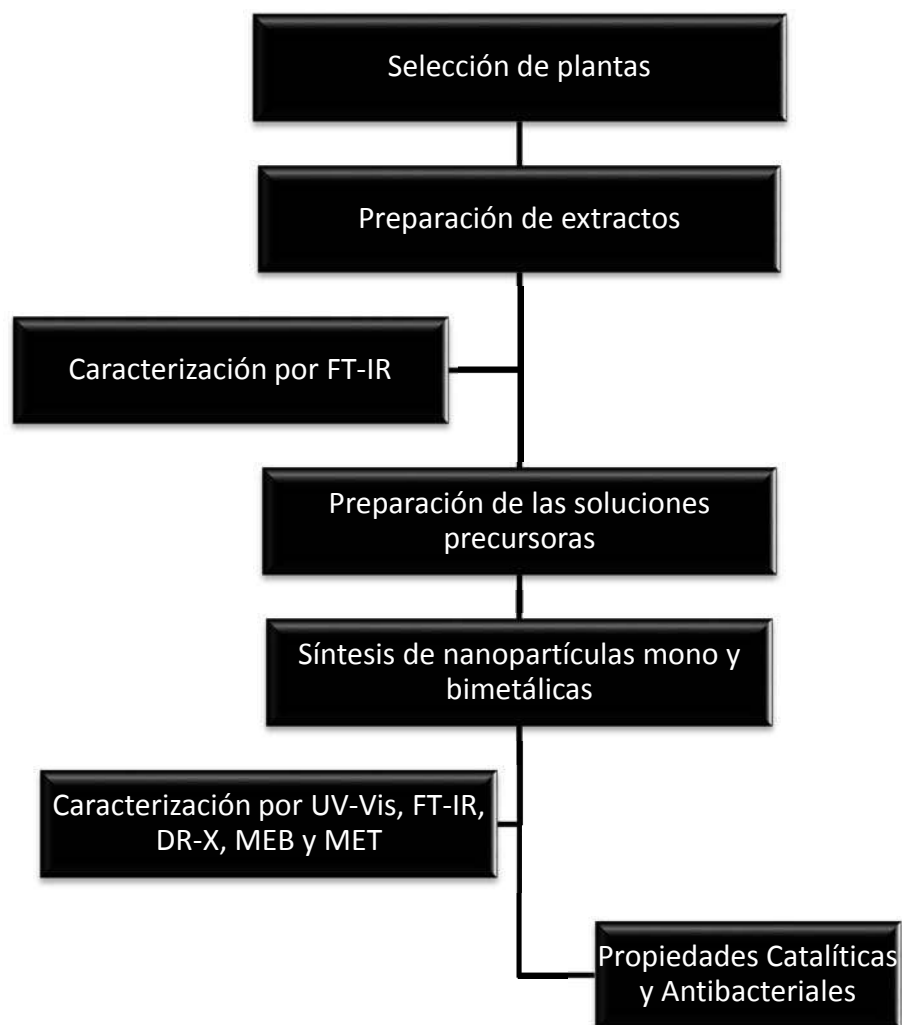 Selección de plantas
Preparación de extractos
Caracterización por FT-IR
Preparación de las soluciones
precursoras
Síntesis de nanopartículas mono y
bimetálicas
Caracterización por UV-Vis, FT-IR,
DR-X, MEB y MET
Propiedades Catalíticas
y Antibacteriales